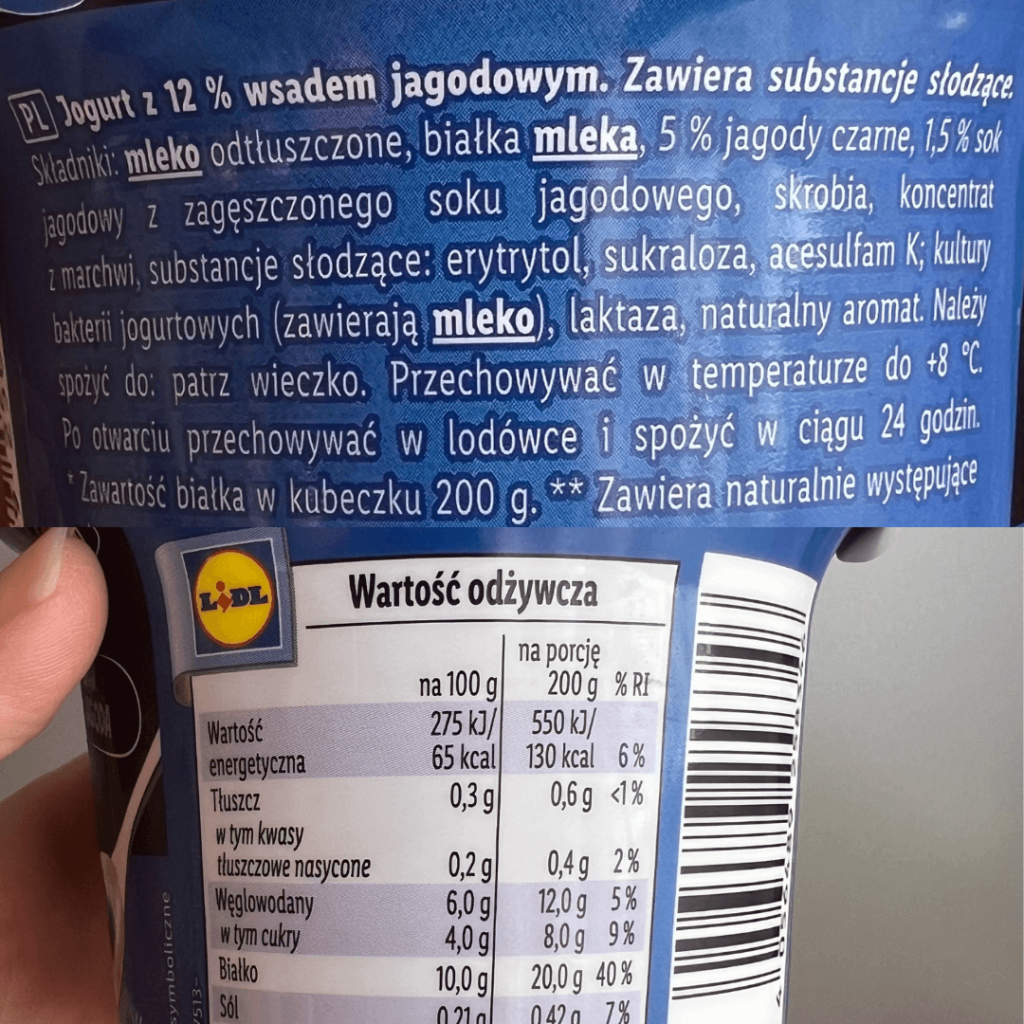 PL Jogurt z 12 % wsadem jagodowym. Zawiera substancje słodzące.
Składniki: mleko odtłuszczone, białka mleka, 5 % jagody czarne, 1,5 % sok
jagodowy z zagęszczonego soku jagodowego, skrobia, koncentrat
z marchwi, substancje słodzące: erytrytol, sukraloza, acesulfam K; kultury
bakterii jogurtowych (zawierają mleko), laktaza, naturalny aromat. Należy
spożyć do: patrz wieczko. Przechowywać w temperaturze do +8 °C.
Po otwarciu przechowywać w lodówce i spożyć w ciągu 24 godzin.
* Zawartość białka w kubeczku 200 g. ** Zawiera naturalnie występujące
LIDL
Wartość odżywcza
na porcję
na 100 g 200 g % RI
Wartość 275 kJ/ 550 kJ/
energetyczna 65 kcal 130 kcal 6 %
Tłuszcz 0,3 g 0,6 g <1 %
w tym kwasy
tłuszczowe nasycone 0,2 g 0,4 g 2 %
Węglowodany 6,0 g 12,0 g 5 %
w tym cukry 4,0 g 8,0 g 9 %
Białko 10,0 g 20,0 g 40 %
Sól 0,21 g 0,42 g 7 %
symboliczne